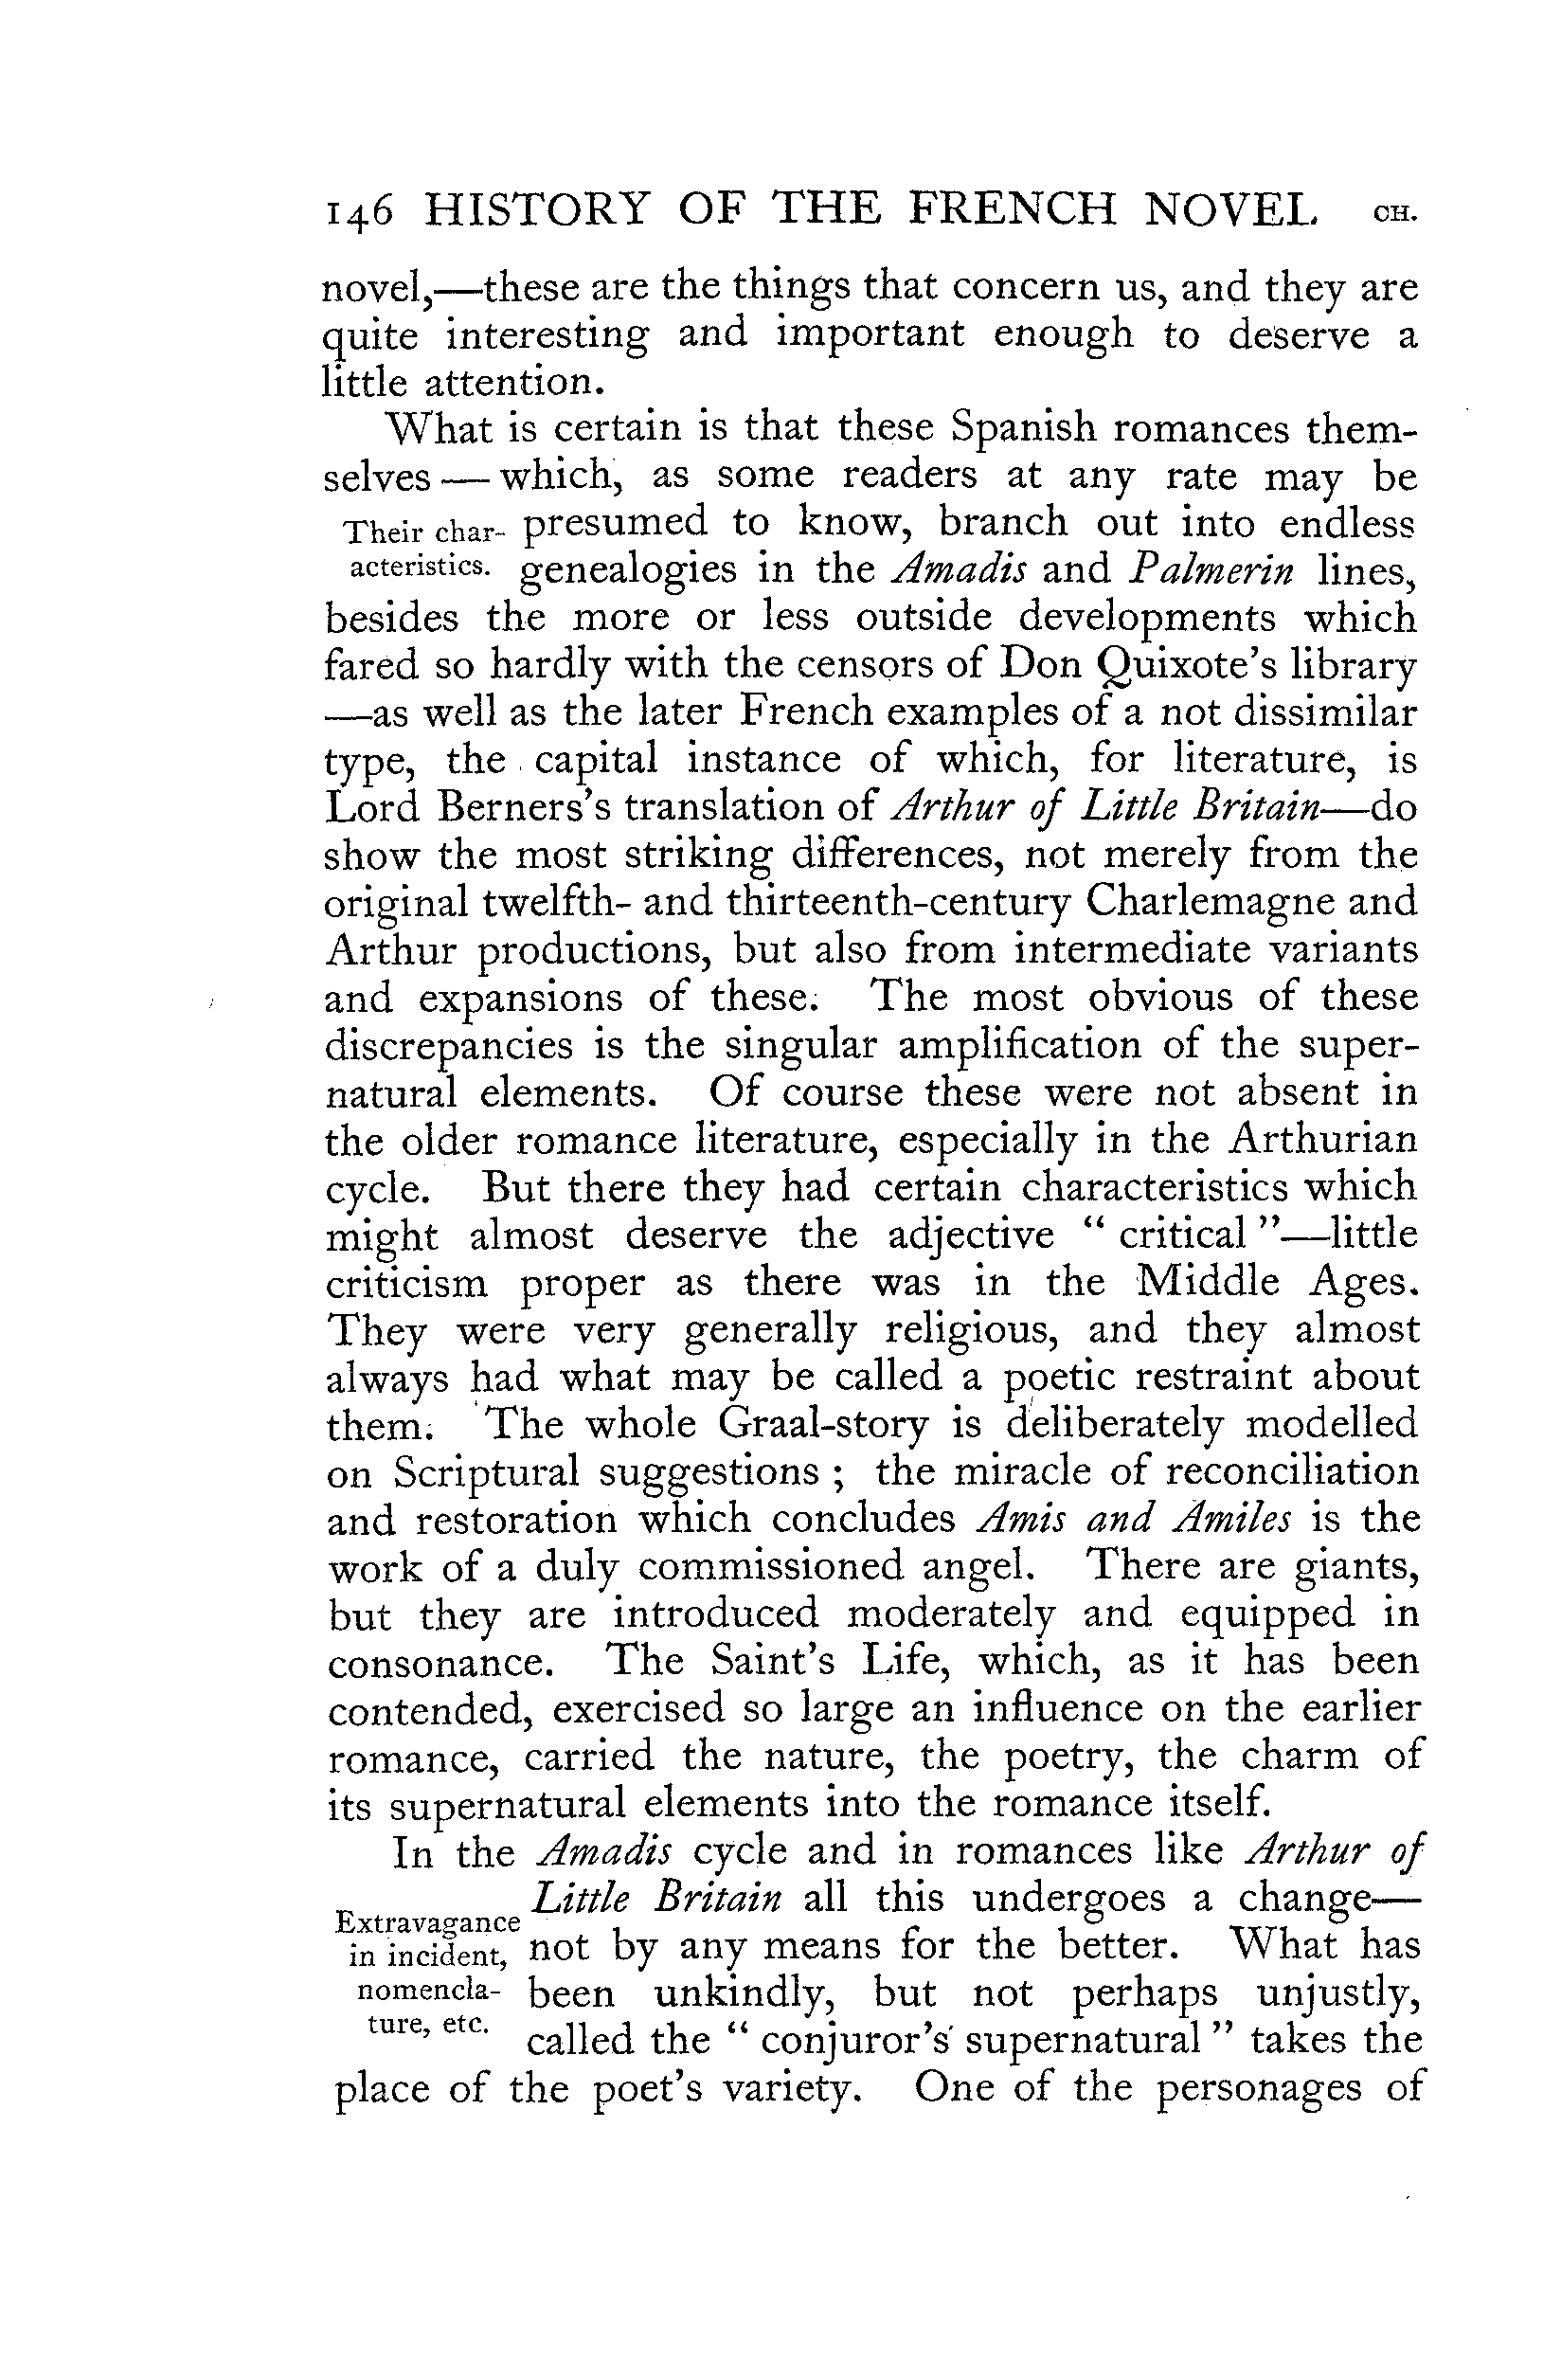 146 HISTORY OF THE FRENCH NOVEL CH.
novel,—these are the things that concern us, and they are
quite interesting and important enough to deserve a
little attention.
What is certain is that these Spanish romances them-
selves — which, as some readers at any rate may be
Their char- presumed to know, branch out into endless
acteristics. genealogies in the Amadis and Palmerin lines,
besides the more or less outside developments which
fared so hardly with the censors of Don Quixote's library
—as well as the later French examples of a not dissimilar
type, the capital instance of which, for literature, is
Lord Berners's translation of Arthur of Little Britain—do
show the most striking differences, not merely from the
original twelfth- and thirteenth-century Charlemagne and
Arthur productions, but also from intermediate variants
and expansions of these. The most obvious of these
discrepancies is the singular amplification of the super-
natural elements. Of course these were not absent in
the older romance literature, especially in the Arthurian
cycle. But there they had certain characteristics which
might almost deserve the adjective “ critical ”—little
criticism proper as there was in the Middle Ages.
They were very generally religious, and they almost
always had what may be called a poetic restraint about
them. The whole Graal-story is deliberately modelled
on Scriptural suggestions ; the miracle of reconciliation
and restoration which concludes Amis and Amiles is the
work of a duly commissioned angel. There are giants,
but they are introduced moderately and equipped in
consonance. The Saint's Life, which, as it has been
contended, exercised so large an influence on the earlier
romance, carried the nature, the poetry, the charm of
its supernatural elements into the romance itself.
In the Amadis cycle and in romances like Arthur of
Little Britain all this undergoes a change—
Extravagance
in incident, not by any means for the better. What has
nomencla- been unkindly, but not perhaps unjustly,
ture, etc. called the “ conjuror's supernatural ” takes the
place of the poet's variety. One of the personages of